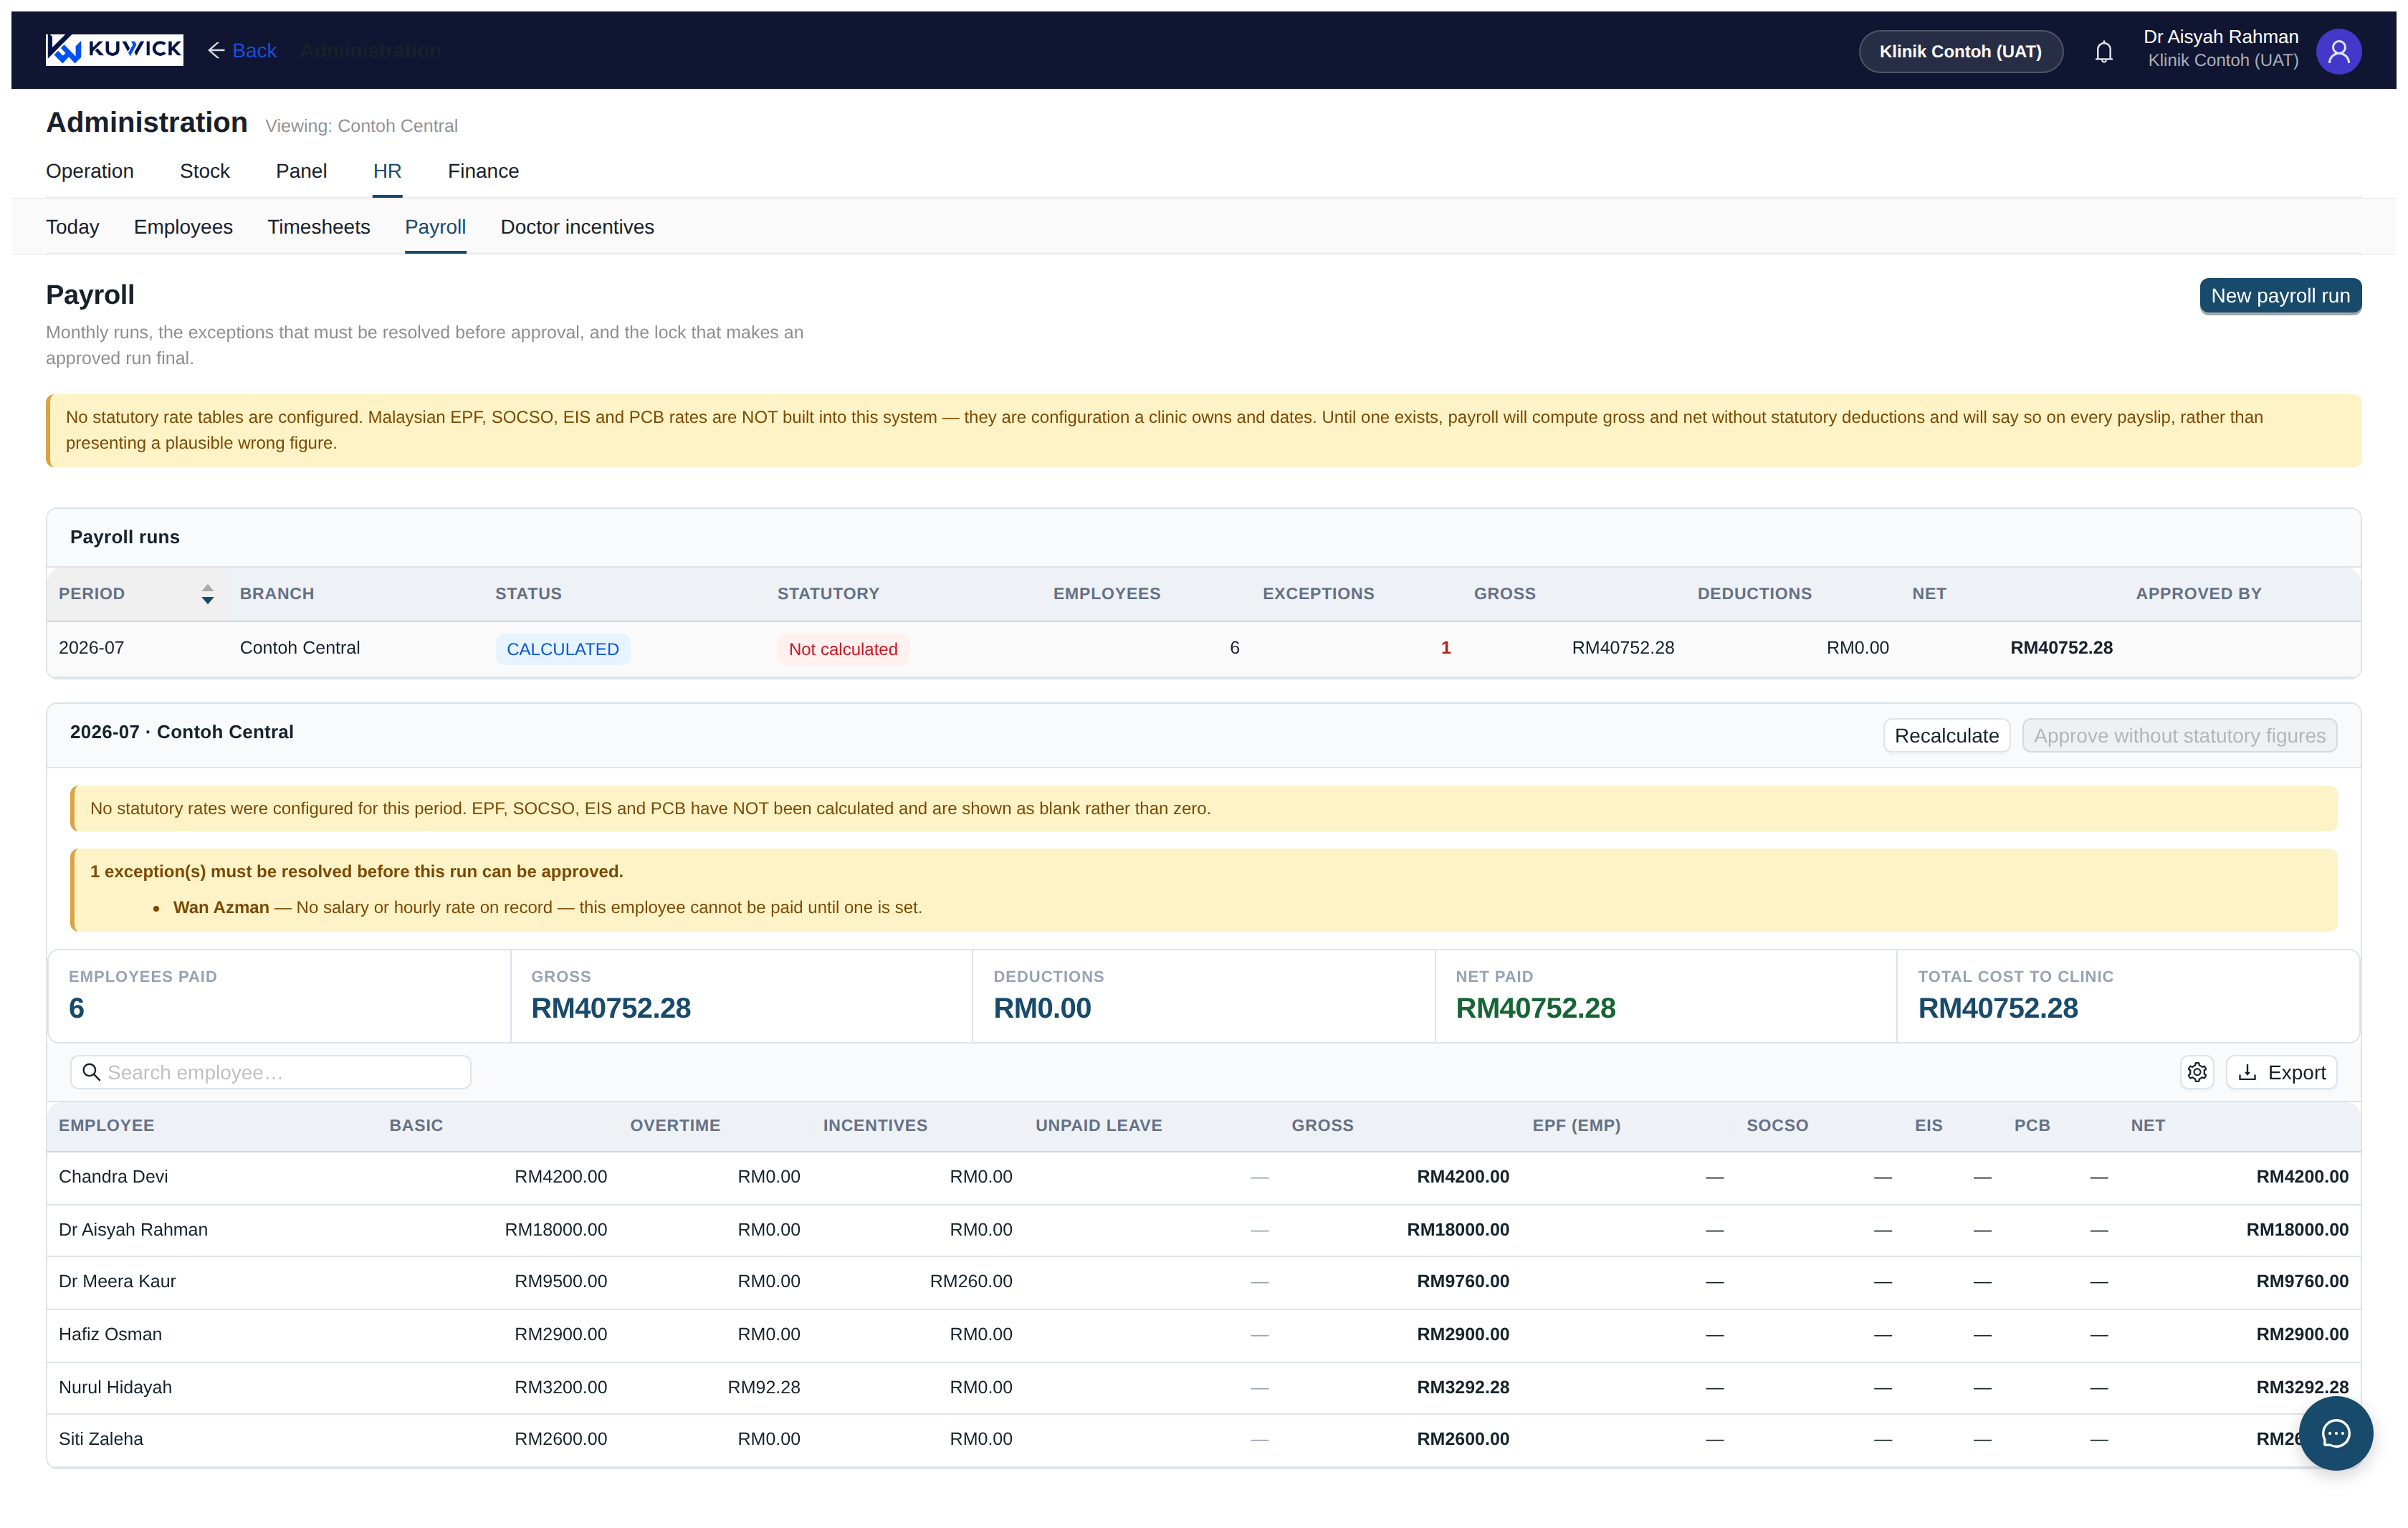 KUWICK
Back
Administration
Klinik Contoh (UAT)
Dr Aisyah Rahman
Klinik Contoh (UAT)
Administration Viewing: Contoh Central
Operation Stock Panel HR Finance
Today Employees Timesheets Payroll Doctor incentives
Payroll
New payroll run
Monthly runs, the exceptions that must be resolved before approval, and the lock that makes an
approved run final.
No statutory rate tables are configured. Malaysian EPF, SOCSO, EIS and PCB rates are NOT built into this system — they are configuration a clinic owns and dates. Until one exists, payroll will compute gross and net without statutory deductions and will say so on every payslip, rather than
presenting a plausible wrong figure.
Payroll runs
PERIOD BRANCH STATUS STATUTORY EMPLOYEES EXCEPTIONS GROSS DEDUCTIONS NET APPROVED BY
2026-07 Contoh Central CALCULATED Not calculated 6 1 RM40752.28 RM0.00 RM40752.28
2026-07 · Contoh Central
Recalculate Approve without statutory figures
No statutory rates were configured for this period. EPF, SOCSO, EIS and PCB have NOT been calculated and are shown as blank rather than zero.
1 exception(s) must be resolved before this run can be approved.
• Wan Azman — No salary or hourly rate on record — this employee cannot be paid until one is set.
EMPLOYEES PAID GROSS DEDUCTIONS NET PAID TOTAL COST TO CLINIC
6 RM40752.28 RM0.00 RM40752.28 RM40752.28
Search employee…
Export
EMPLOYEE BASIC OVERTIME INCENTIVES UNPAID LEAVE GROSS EPF (EMP) SOCSO EIS PCB NET
Chandra Devi RM4200.00 RM0.00 RM0.00 — RM4200.00 — — — — RM4200.00
Dr Aisyah Rahman RM18000.00 RM0.00 RM0.00 — RM18000.00 — — — — RM18000.00
Dr Meera Kaur RM9500.00 RM0.00 RM260.00 — RM9760.00 — — — — RM9760.00
Hafiz Osman RM2900.00 RM0.00 RM0.00 — RM2900.00 — — — — RM2900.00
Nurul Hidayah RM3200.00 RM92.28 RM0.00 — RM3292.28 — — — — RM3292.28
Siti Zaleha RM2600.00 RM0.00 RM0.00 — RM2600.00 — — — —